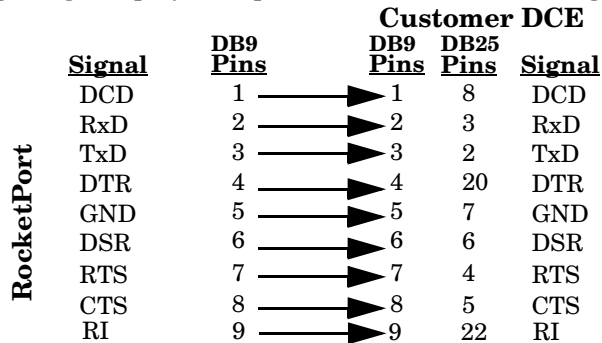 Customer DCE
DB9 DB9 DB25
Signal Pins Pins Pins Signal
DCD 1 1 8 DCD
RxD 2 2 3 RxD
TxD 3 3 2 TxD
DTR 4 4 20 DTR
GND 5 5 7 GND
DSR 6 6 6 DSR
RTS 7 7 4 RTS
CTS 8 8 5 CTS
RI 9 9 22 RI
RocketPort